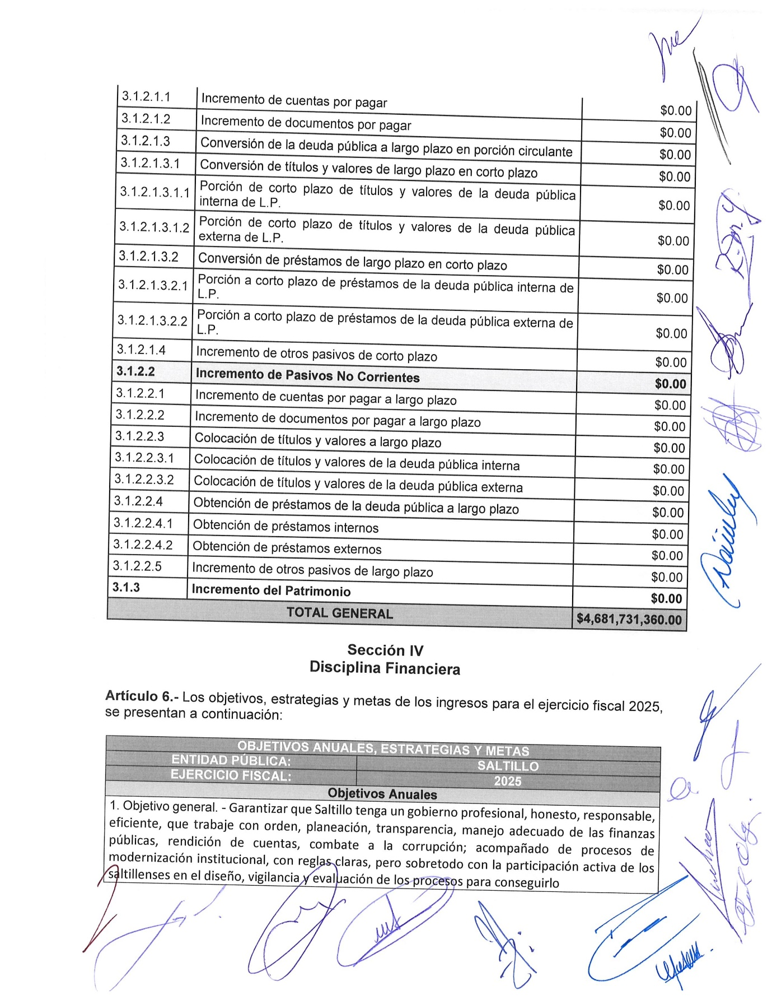 3.1.2.1.1 Incremento de cuentas por pagar $0.00
3.1.2.1.2 Incremento de documentos por pagar $0.00
3.1.2.1.3 Conversión de la deuda pública a largo plazo en porción circulante $0.00
3.1.2.1.3.1 Conversión de títulos y valores de largo plazo en corto plazo $0.00
3.1.2.1.3.1.1 Porción de corto plazo de títulos y valores de la deuda pública
interna de L.P. $0.00
3.1.2.1.3.1.2 Porción de corto plazo de títulos y valores de la deuda pública
externa de L.P. $0.00
3.1.2.1.3.2 Conversión de préstamos de largo plazo en corto plazo $0.00
3.1.2.1.3.2.1 Porción a corto plazo de préstamos de la deuda pública interna de
L.P. $0.00
3.1.2.1.3.2.2 Porción a corto plazo de préstamos de la deuda pública externa de
L.P. $0.00
3.1.2.1.4 Incremento de otros pasivos de corto plazo $0.00
3.1.2.2 Incremento de Pasivos No Corrientes $0.00
3.1.2.2.1 Incremento de cuentas por pagar a largo plazo $0.00
3.1.2.2.2 Incremento de documentos por pagar a largo plazo $0.00
3.1.2.2.3 Colocación de títulos y valores a largo plazo $0.00
3.1.2.2.3.1 Colocación de títulos y valores de la deuda pública interna $0.00
3.1.2.2.3.2 Colocación de títulos y valores de la deuda pública externa $0.00
3.1.2.2.4 Obtención de préstamos de la deuda pública a largo plazo $0.00
3.1.2.2.4.1 Obtención de préstamos internos $0.00
3.1.2.2.4.2 Obtención de préstamos externos $0.00
3.1.2.2.5 Incremento de otros pasivos de largo plazo $0.00
3.1.3 Incremento del Patrimonio $0.00
TOTAL GENERAL $4,681,731,360.00
Sección IV
Disciplina Financiera
Artículo 6.- Los objetivos, estrategias y metas de los ingresos para el ejercicio fiscal 2025,
se presentan a continuación:
OBJETIVOS ANUALES, ESTRATEGIAS Y METAS
ENTIDAD PÚBLICA: SALTILLO
EJERCICIO FISCAL: 2025
Objetivos Anuales
1. Objetivo general. - Garantizar que Saltillo tenga un gobierno profesional, honesto, responsable,
eficiente, que trabaje con orden, planeación, transparencia, manejo adecuado de las finanzas
públicas, rendición de cuentas, combate a la corrupción; acompañado de procesos de
modernización institucional, con reglas claras, pero sobretodo con la participación activa de los
saltillenses en el diseño, vigilancia y evaluación de los procesos para conseguirlo